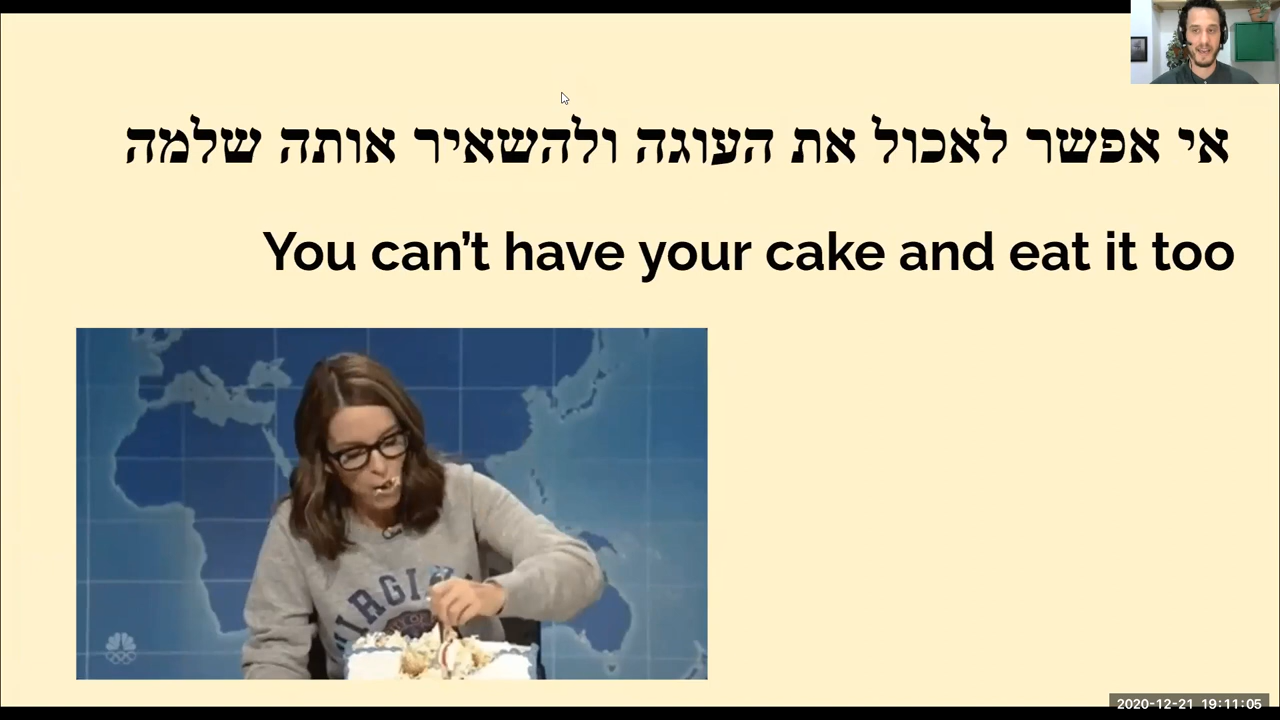 אי אפשר לאכול את העוגה ולהשאיר אותה שלמה
You can’t have your cake and eat it too
2020-12-21 19:11:05